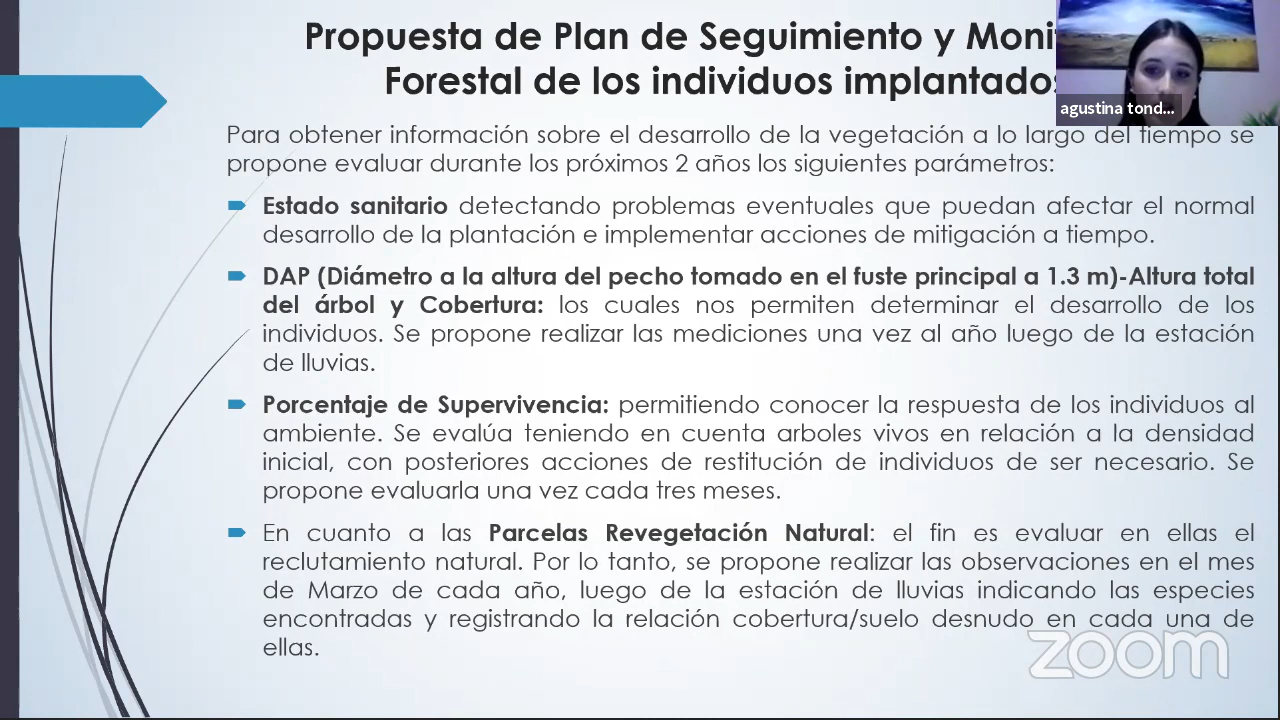 Propuesta de Plan de Seguimiento y Moni
Forestal de los individuos implantados
agustina tond...
Para obtener información sobre el desarrollo de la vegetación a lo largo del tiempo se
propone evaluar durante los próximos 2 años los siguientes parámetros:
Estado sanitario detectando problemas eventuales que puedan afectar el normal
desarrollo de la plantación e implementar acciones de mitigación a tiempo.
DAP (Diámetro a la altura del pecho tomado en el fuste principal a 1.3 m)-Altura total
del árbol y Cobertura: los cuales nos permiten determinar el desarrollo de los
individuos. Se propone realizar las mediciones una vez al año luego de la estación
de lluvias.
Porcentaje de Supervivencia: permitiendo conocer la respuesta de los individuos al
ambiente. Se evalúa teniendo en cuenta arboles vivos en relación a la densidad
inicial, con posteriores acciones de restitución de individuos de ser necesario. Se
propone evaluarla una vez cada tres meses.
En cuanto a las Parcelas Revegetación Natural: el fin es evaluar en ellas el
reclutamiento natural. Por lo tanto, se propone realizar las observaciones en el mes
de Marzo de cada año, luego de la estación de lluvias indicando las especies
encontradas y registrando la relación cobertura/suelo desnudo en cada una de
ellas.
zoom